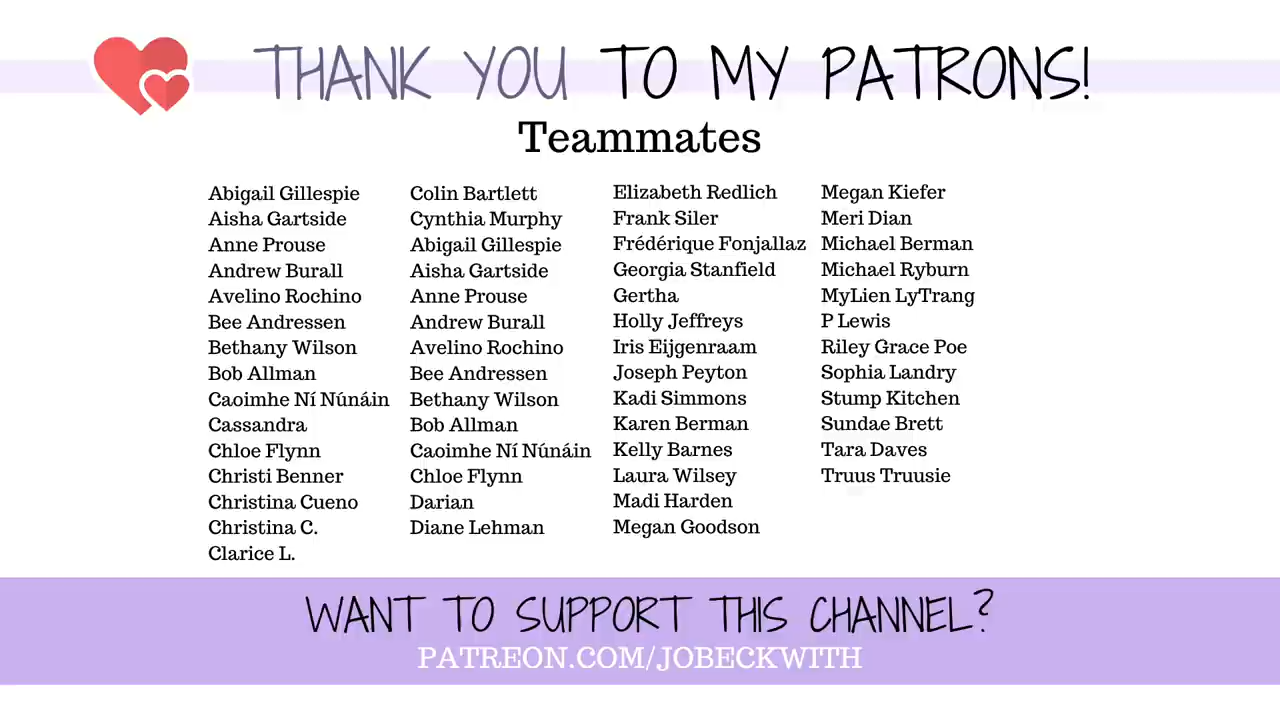 THANK YOU TO MY PATRONS!
Teammates
Abigail Gillespie
Aisha Gartside
Anne Prouse
Andrew Burall
Avelino Rochino
Bee Andressen
Bethany Wilson
Bob Allman
Caoimhe Ní Núnáin
Cassandra
Chloe Flynn
Christi Benner
Christina Cueno
Christina C.
Clarice L.
Colin Bartlett
Cynthia Murphy
Abigail Gillespie
Aisha Gartside
Anne Prouse
Andrew Burall
Avelino Rochino
Bee Andressen
Bethany Wilson
Bob Allman
Caoimhe Ní Núnáin
Chloe Flynn
Darian
Diane Lehman
Elizabeth Redlich
Frank Siler
Frédérique Fonjallaz
Georgia Stanfield
Gertha
Holly Jeffreys
Iris Eijgenraam
Joseph Peyton
Kadi Simmons
Karen Berman
Kelly Barnes
Laura Wilsey
Madi Harden
Megan Goodson
Megan Kiefer
Meri Dian
Michael Berman
Michael Ryburn
MyLien LyTrang
P Lewis
Riley Grace Poe
Sophia Landry
Stump Kitchen
Sundae Brett
Tara Daves
Truus Truusie
WANT TO SUPPORT THIS CHANNEL?
PATREON.COM/JOBECKWITH